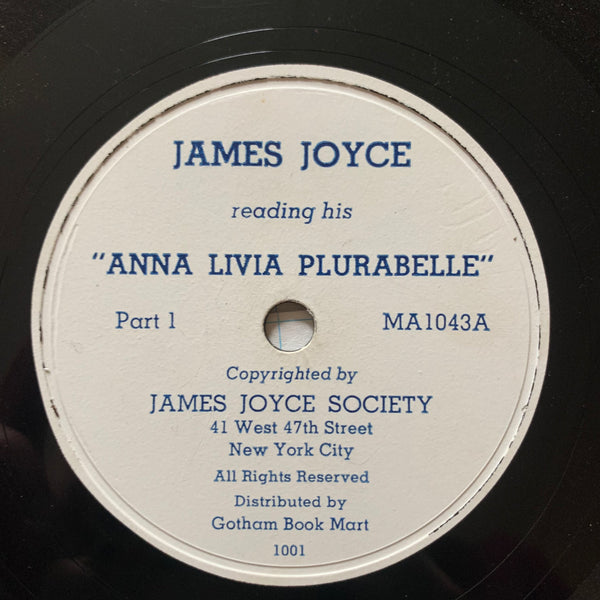 JAMES JOYCE
reading his
"ANNA LIVIA PLURABELLE"
Part 1 MA1043A
Copyrighted by
JAMES JOYCE SOCIETY
41 West 47th Street
New York City
All Rights Reserved
Distributed by
Gotham Book Mart
1001